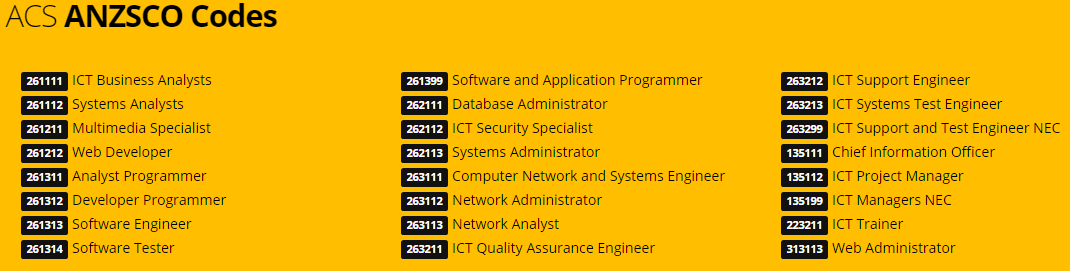 ACS ANZSCO Codes
261111 ICT Business Analysts
261112 Systems Analysts
261211 Multimedia Specialist
261212 Web Developer
261311 Analyst Programmer
261312 Developer Programmer
261313 Software Engineer
261314 Software Tester
261399 Software and Application Programmer
262111 Database Administrator
262112 ICT Security Specialist
262113 Systems Administrator
263111 Computer Network and Systems Engineer
263112 Network Administrator
263113 Network Analyst
263211 ICT Quality Assurance Engineer
263212 ICT Support Engineer
263213 ICT Systems Test Engineer
263299 ICT Support and Test Engineer NEC
135111 Chief Information Officer
135112 ICT Project Manager
135199 ICT Managers NEC
223211 ICT Trainer
313113 Web Administrator